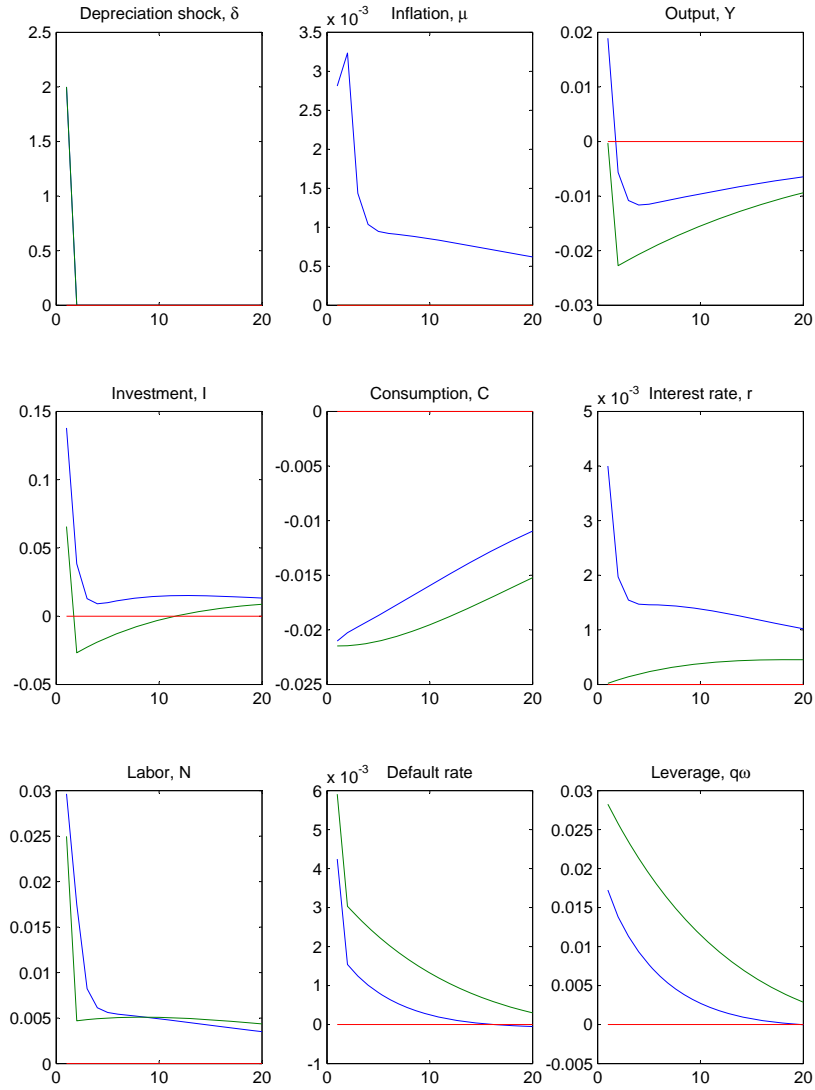 Depreciation shock, δ
2.5
2
1.5
1
0.5
0
0 10 20
Inflation, μ
x 10-3
3.5
3
2.5
2
1.5
1
0.5
0
0 10 20
Output, Y
0.02
0.01
0
-0.01
-0.02
-0.03
0 10 20
Investment, I
0.15
0.1
0.05
0
-0.05
0 10 20
Consumption, C
0
-0.005
-0.01
-0.015
-0.02
-0.025
0 10 20
Interest rate, r
x 10-3
5
4
3
2
1
0
0 10 20
Labor, N
0.03
0.025
0.02
0.015
0.01
0.005
0
0 10 20
Default rate
x 10-3
6
5
4
3
2
1
0
-1
0 10 20
Leverage, qω
0.03
0.025
0.02
0.015
0.01
0.005
0
-0.005
0 10 20